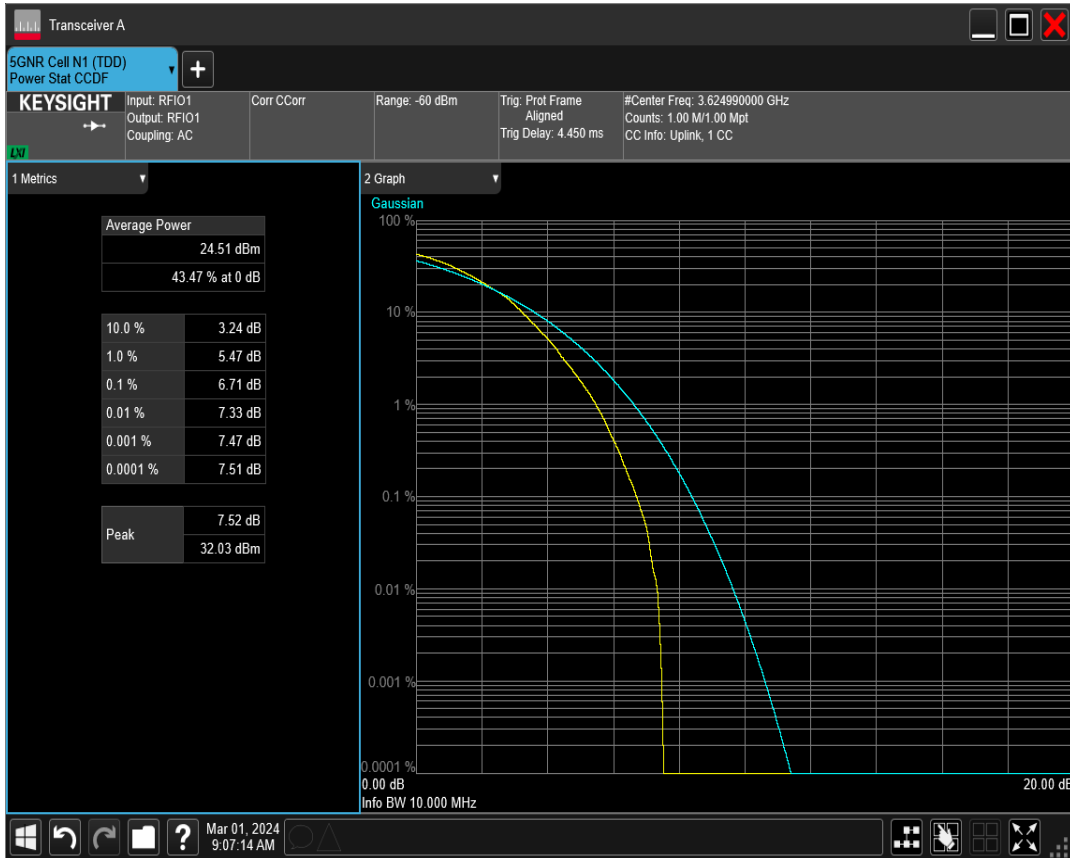 Transceiver A
5GNR Cell N1 (TDD)
Power Stat CCDF
+
KEYSIGHT
LXI
Input: RFIO1
Output: RFIO1
Coupling: AC
Corr CCorr
Range: -60 dBm
Trig: Prot Frame
Aligned
Trig Delay: 4.450 ms
#Center Freq: 3.624990000 GHz
Counts: 1.00 M/1.00 Mpt
CC Info: Uplink, 1 CC
1 Metrics
Average Power
24.51 dBm
43.47 % at 0 dB
10.0 % 3.24 dB
1.0 % 5.47 dB
0.1 % 6.71 dB
0.01 % 7.33 dB
0.001 % 7.47 dB
0.0001 % 7.51 dB
Peak
7.52 dB
32.03 dBm
2 Graph
Gaussian
100 %
10 %
1 %
0.1 %
0.01 %
0.001 %
0.0001 %
0.00 dB 20.00 dB
Info BW 10.000 MHz
?
Mar 01, 2024
9:07:14 AM